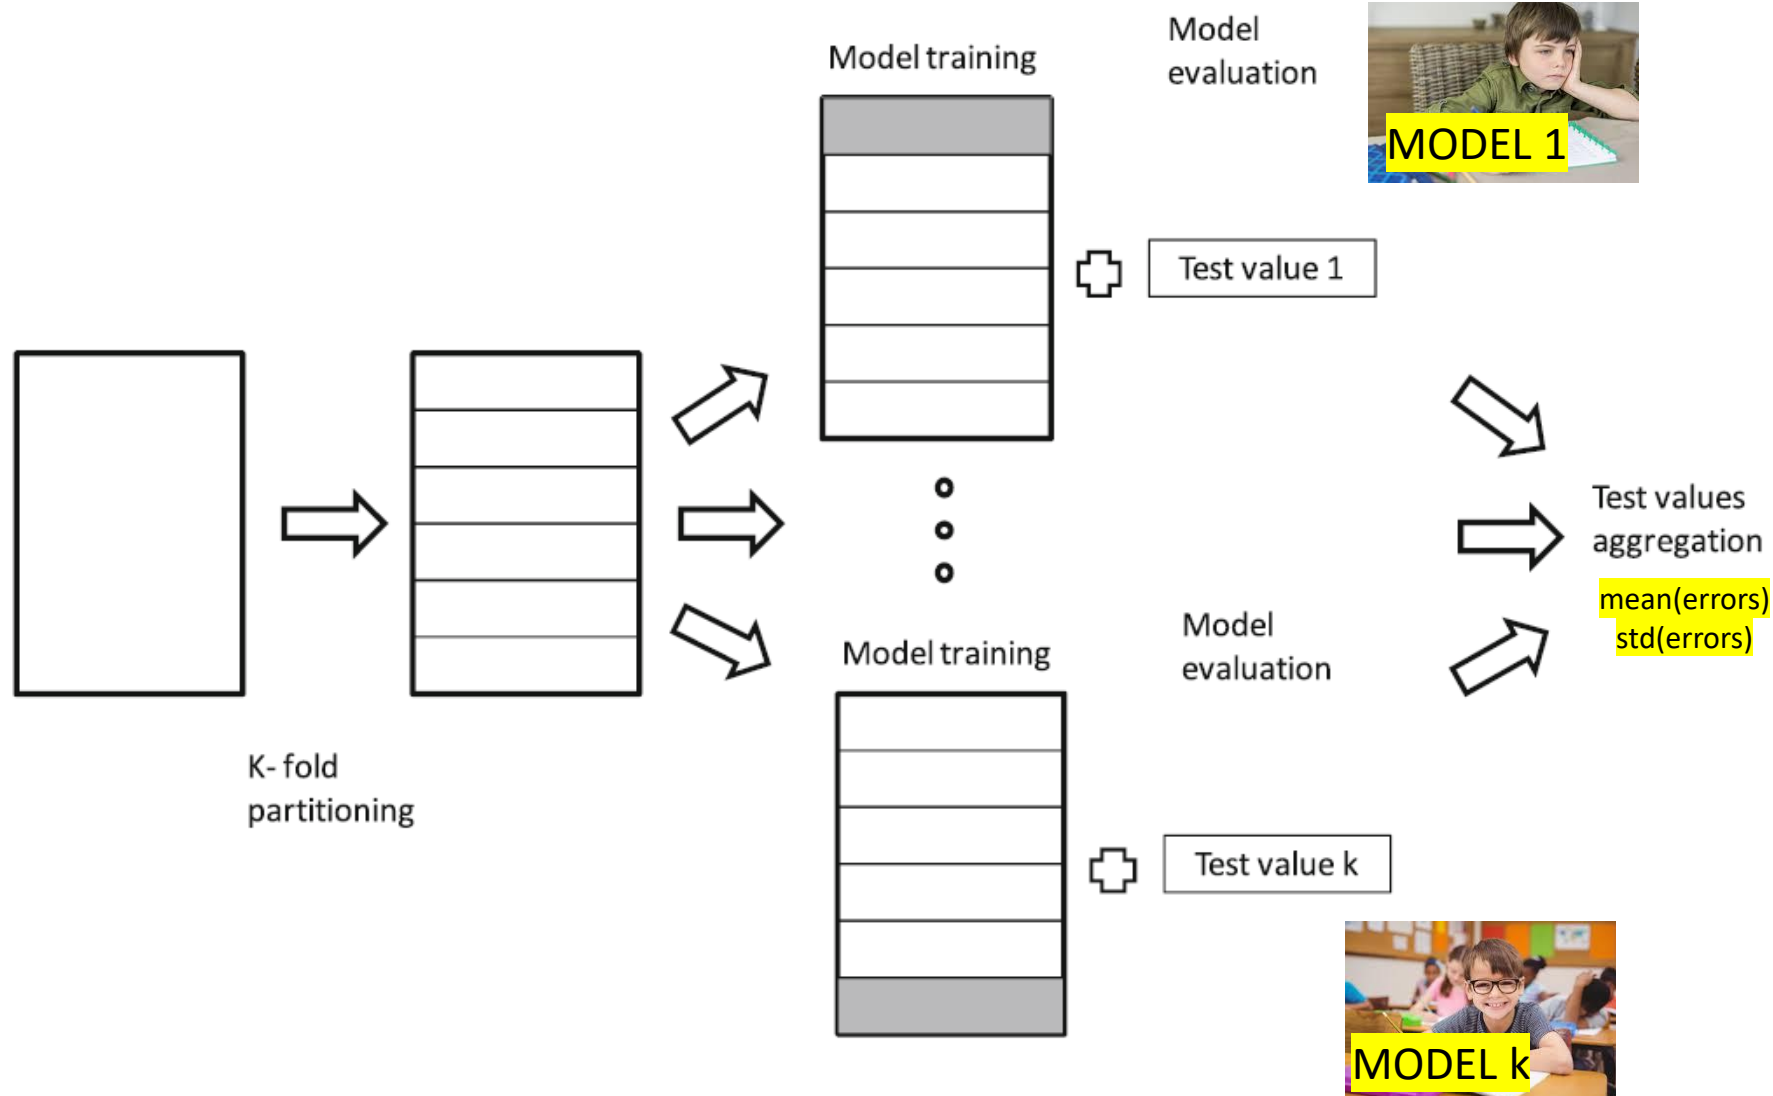 Model training
Model
evaluation
MODEL 1
Test value 1
K- fold
partitioning
Test values
aggregation
mean(errors)
std(errors)
Model training
Model
evaluation
Test value k
MODEL k